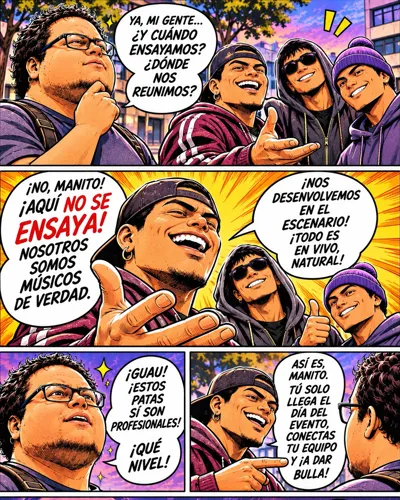 YA, MI GENTE...
¿Y CUÁNDO
ENSAYAMOS?
¿DÓNDE
NOS
REUNIMOS?
¡NO, MANITO!
¡AQUÍ NO SE
ENSAYA!
NOSOTROS
SOMOS
MÚSICOS
DE VERDAD.
¡NOS
DESENVOLVEMOS
EN EL
ESCENARIO!
¡TODO ES
EN VIVO,
NATURAL!
¡GUAU!
¡ESTOS
PATAS
SÍ SON
PROFESIONALES!
¡QUÉ
NIVEL!
ASÍ ES,
MANITO.
TÚ SOLO
LLEGA EL
DÍA DEL
EVENTO,
CONECTAS
TU EQUIPO
Y ¡A DAR
BULLA!